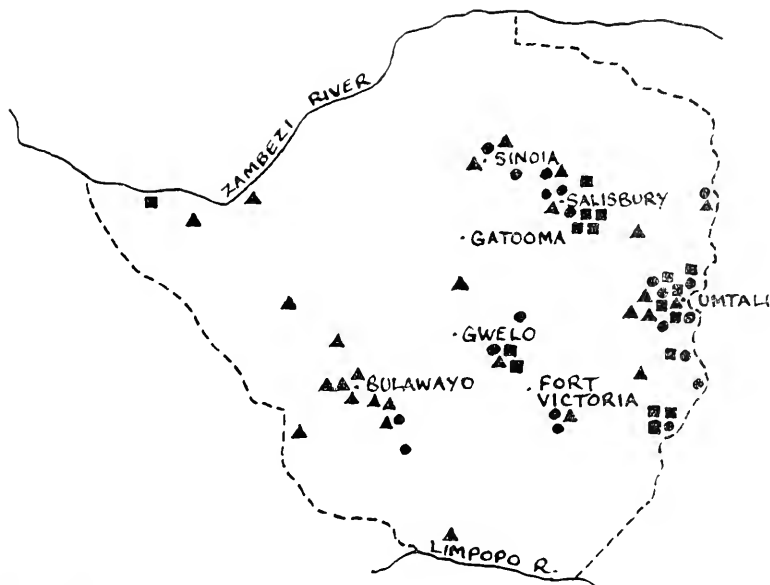 ZAMBEZI RIVER
SINOIA
SALISBURY
GATOOMA
UMTALI
GWELO
BULAWAYO
FORT
VICTORIA
LIMPOPO R.